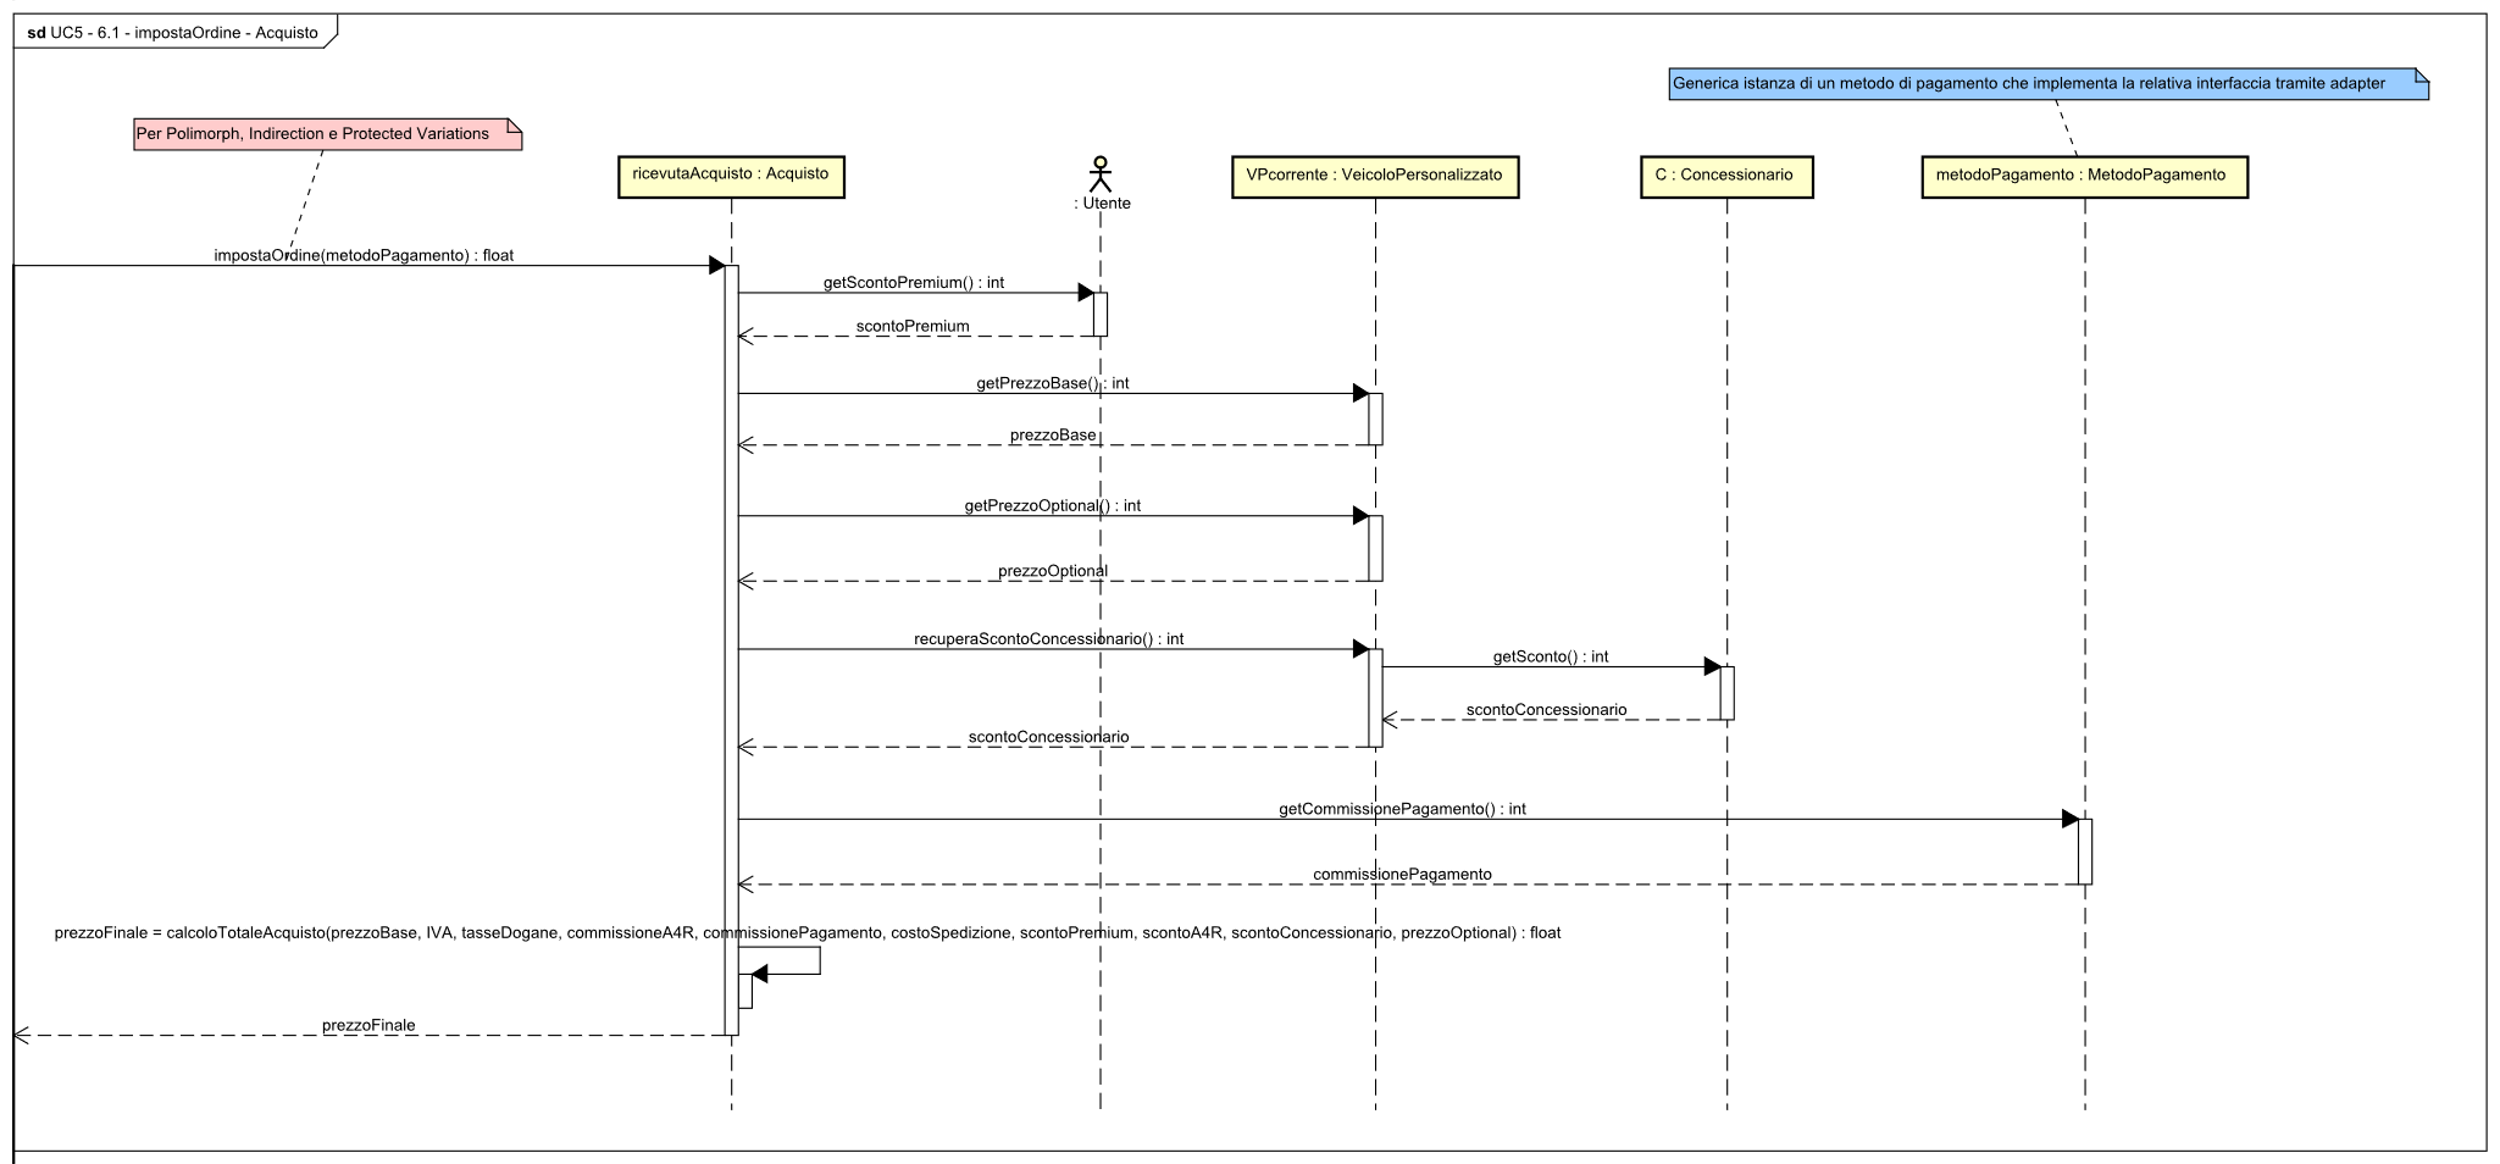 sd UC5 - 6.1 - impostaOrdine - Acquisto
Generica istanza di un metodo di pagamento che implementa la relativa interfaccia tramite adapter
Per Polimorph, Indirection e Protected Variations
ricevutaAcquisto : Acquisto
: Utente
VPcorrente : VeicoloPersonalizzato
C : Concessionario
metodoPagamento : MetodoPagamento
impostaOrdine(metodoPagamento) : float
getScontoPremium() : int
scontoPremium
getPrezzoBase() : int
prezzoBase
getPrezzoOptional() : int
prezzoOptional
recuperaScontoConcessionario() : int
getSconto() : int
scontoConcessionario
scontoConcessionario
getCommissionePagamento() : int
commissionePagamento
prezzoFinale = calcoloTotaleAcquisto(prezzoBase, IVA, tasseDogane, commissioneA4R, commissionePagamento, costoSpedizione, scontoPremium, scontoA4R, scontoConcessionario, prezzoOptional) : float
prezzoFinale